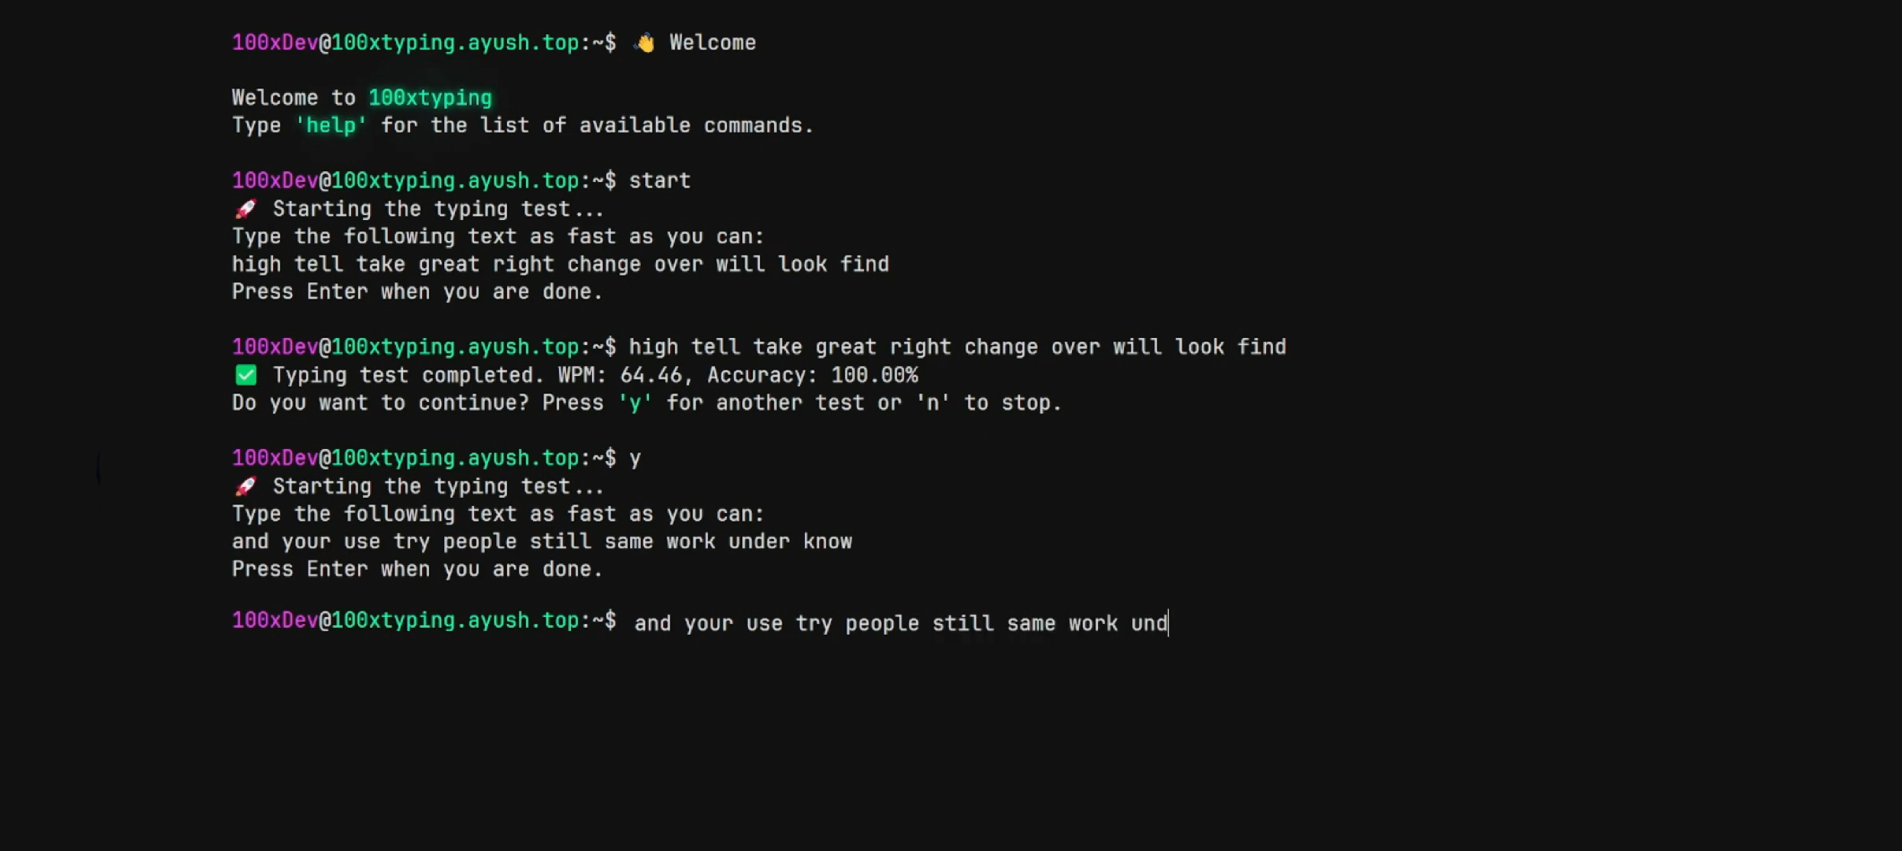 100xDev@100xtyping.ayush.top:~$ 👋 Welcome
Welcome to 100xtyping
Type 'help' for the list of available commands.
100xDev@100xtyping.ayush.top:~$ start
🚀 Starting the typing test...
Type the following text as fast as you can:
high tell take great right change over will look find
Press Enter when you are done.
100xDev@100xtyping.ayush.top:~$ high tell take great right change over will look find
✅ Typing test completed. WPM: 64.46, Accuracy: 100.00%
Do you want to continue? Press 'y' for another test or 'n' to stop.
100xDev@100xtyping.ayush.top:~$ y
🚀 Starting the typing test...
Type the following text as fast as you can:
and your use try people still same work under know
Press Enter when you are done.
100xDev@100xtyping.ayush.top:~$ and your use try people still same work und